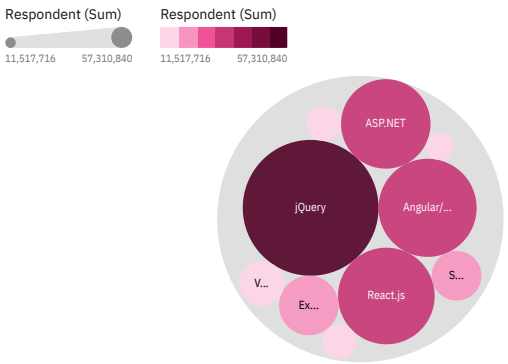 Respondent (Sum)
Respondent (Sum)
11,517,716
57,310,840
11,517,716
57,310,840
ASP.NET
jQuery
Angular/...
S...
V...
Ex...
React.js